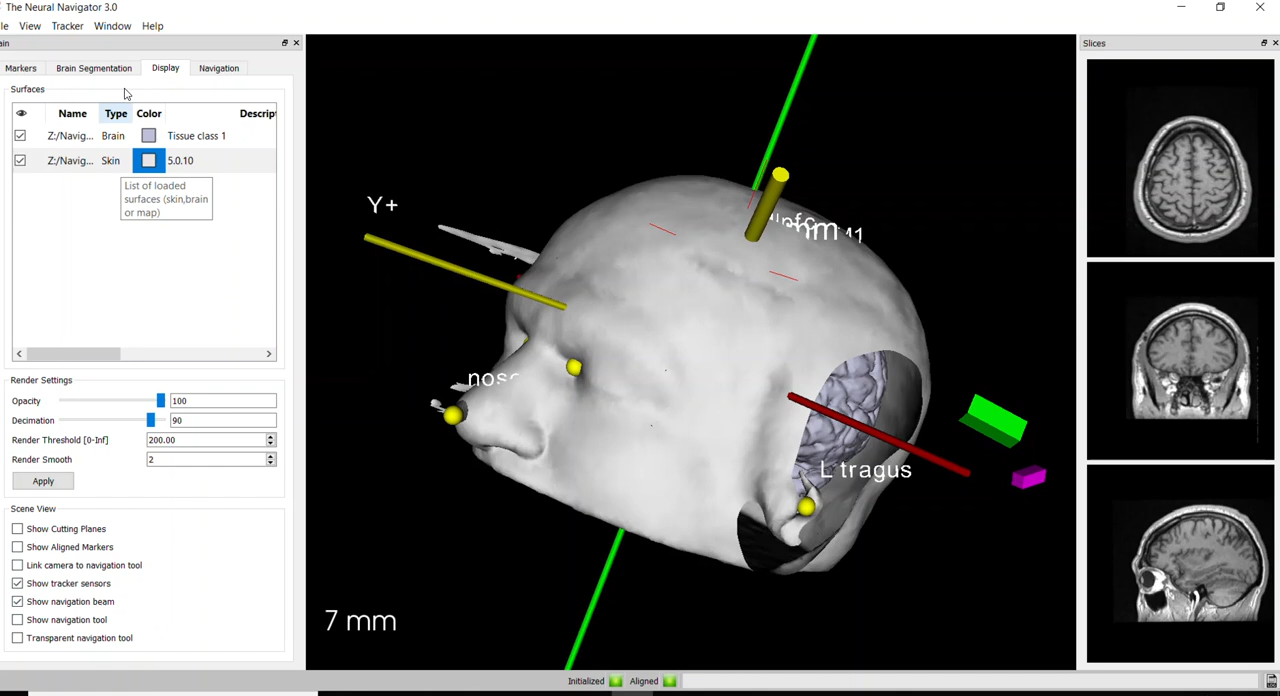 The Neural Navigator 3.0
le View Tracker Window Help
ain
Markers Brain Segmentation Display Navigation
Surfaces
Name Type Color Descrip
Z:/Navig... Brain Tissue class 1
Z:/Navig... Skin 5.0.10
List of loaded
surfaces (skin,brain
or map)
Render Settings
Opacity 100
Decimation 90
Render Threshold [0-Inf] 200.00
Render Smooth 2
Apply
Scene View
Show Cutting Planes
Show Aligned Markers
Link camera to navigation tool
Show tracker sensors
Show navigation beam
Show navigation tool
Transparent navigation tool
Y+
L tragus
7 mm
Slices
Initialized Aligned